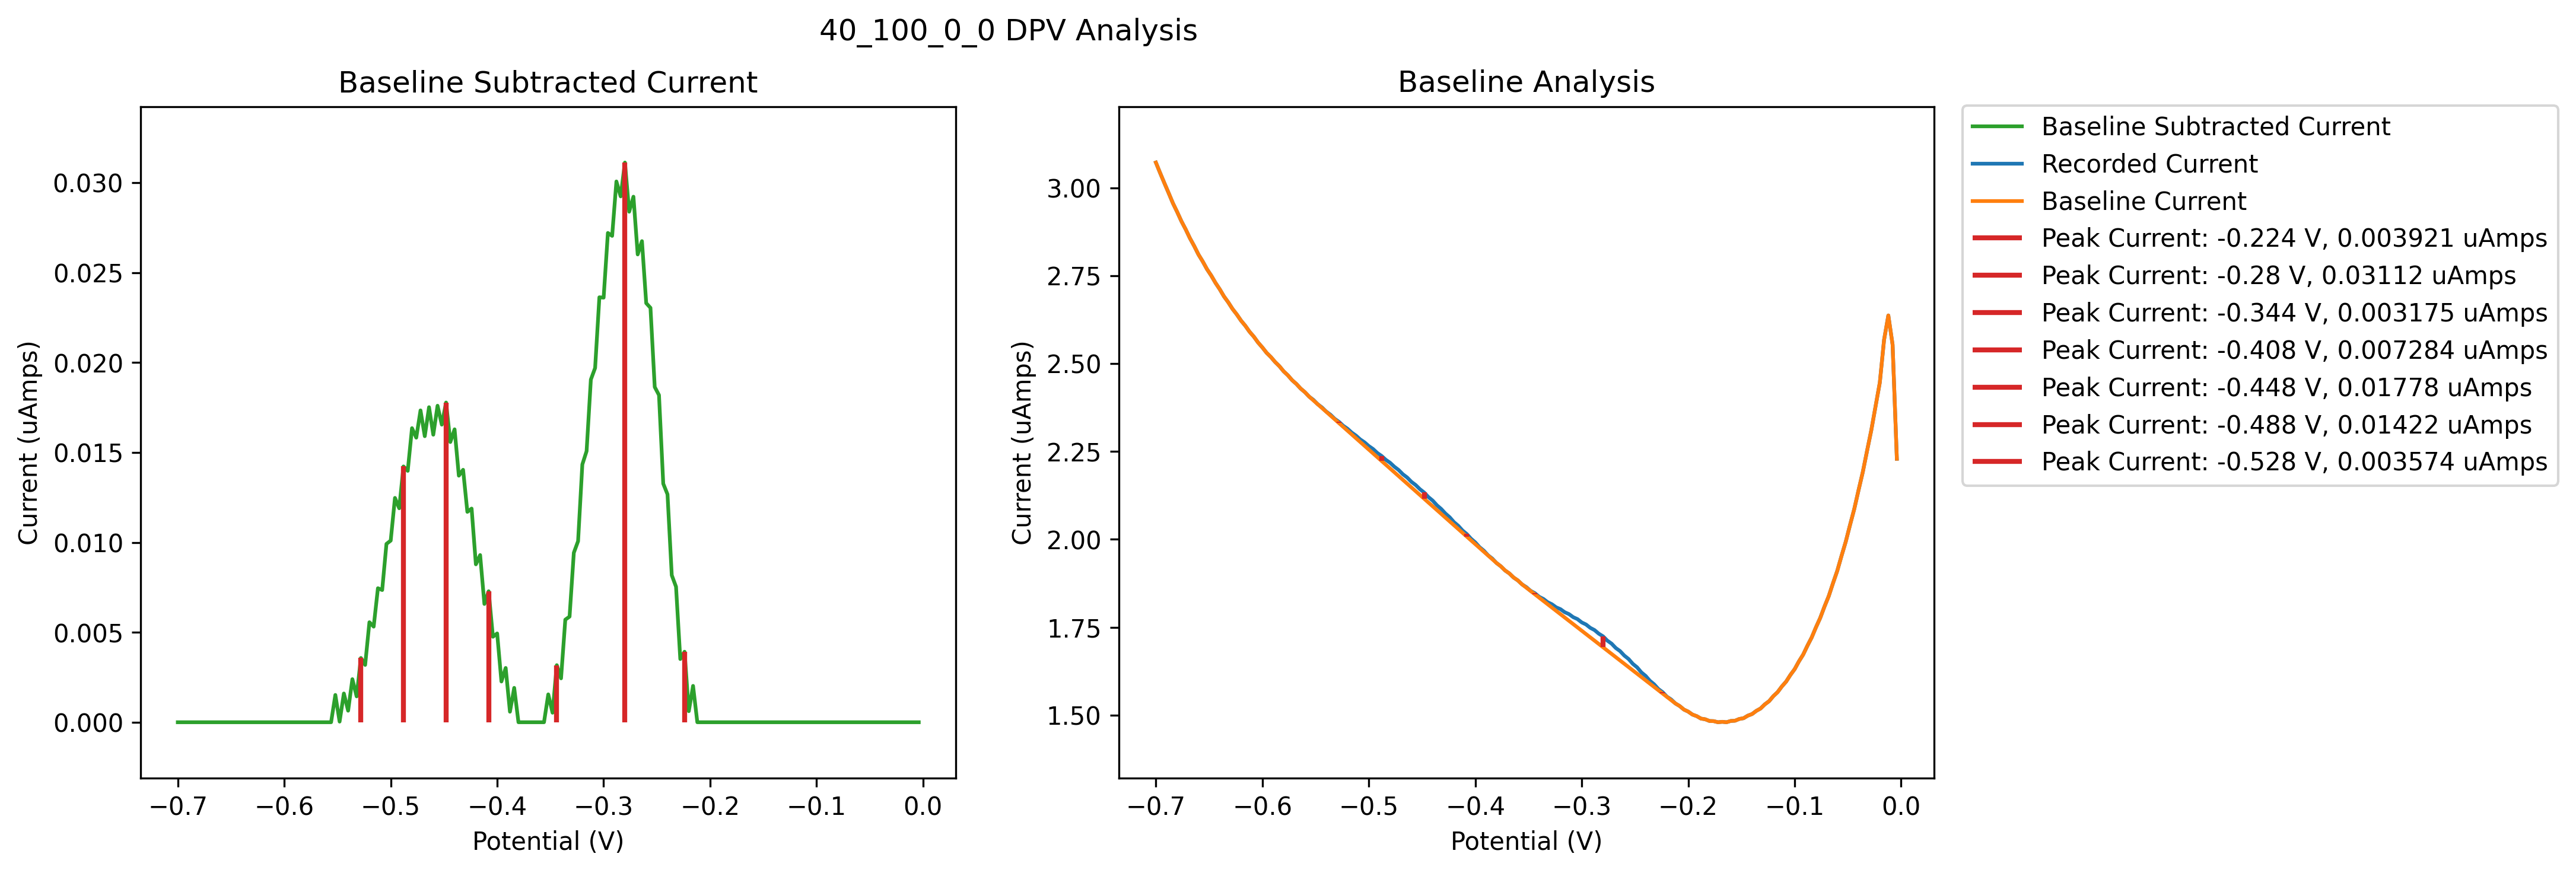 40_100_0_0 DPV Analysis
Baseline Subtracted Current
Current (uAmps)
0.030
0.025
0.020
0.015
0.010
0.005
0.000
−0.7 −0.6 −0.5 −0.4 −0.3 −0.2 −0.1 0.0
Potential (V)
Baseline Analysis
Current (uAmps)
3.00
2.75
2.50
2.25
2.00
1.75
1.50
−0.7 −0.6 −0.5 −0.4 −0.3 −0.2 −0.1 0.0
Potential (V)
Baseline Subtracted Current
Recorded Current
Baseline Current
Peak Current: -0.224 V, 0.003921 uAmps
Peak Current: -0.28 V, 0.03112 uAmps
Peak Current: -0.344 V, 0.003175 uAmps
Peak Current: -0.408 V, 0.007284 uAmps
Peak Current: -0.448 V, 0.01778 uAmps
Peak Current: -0.488 V, 0.01422 uAmps
Peak Current: -0.528 V, 0.003574 uAmps